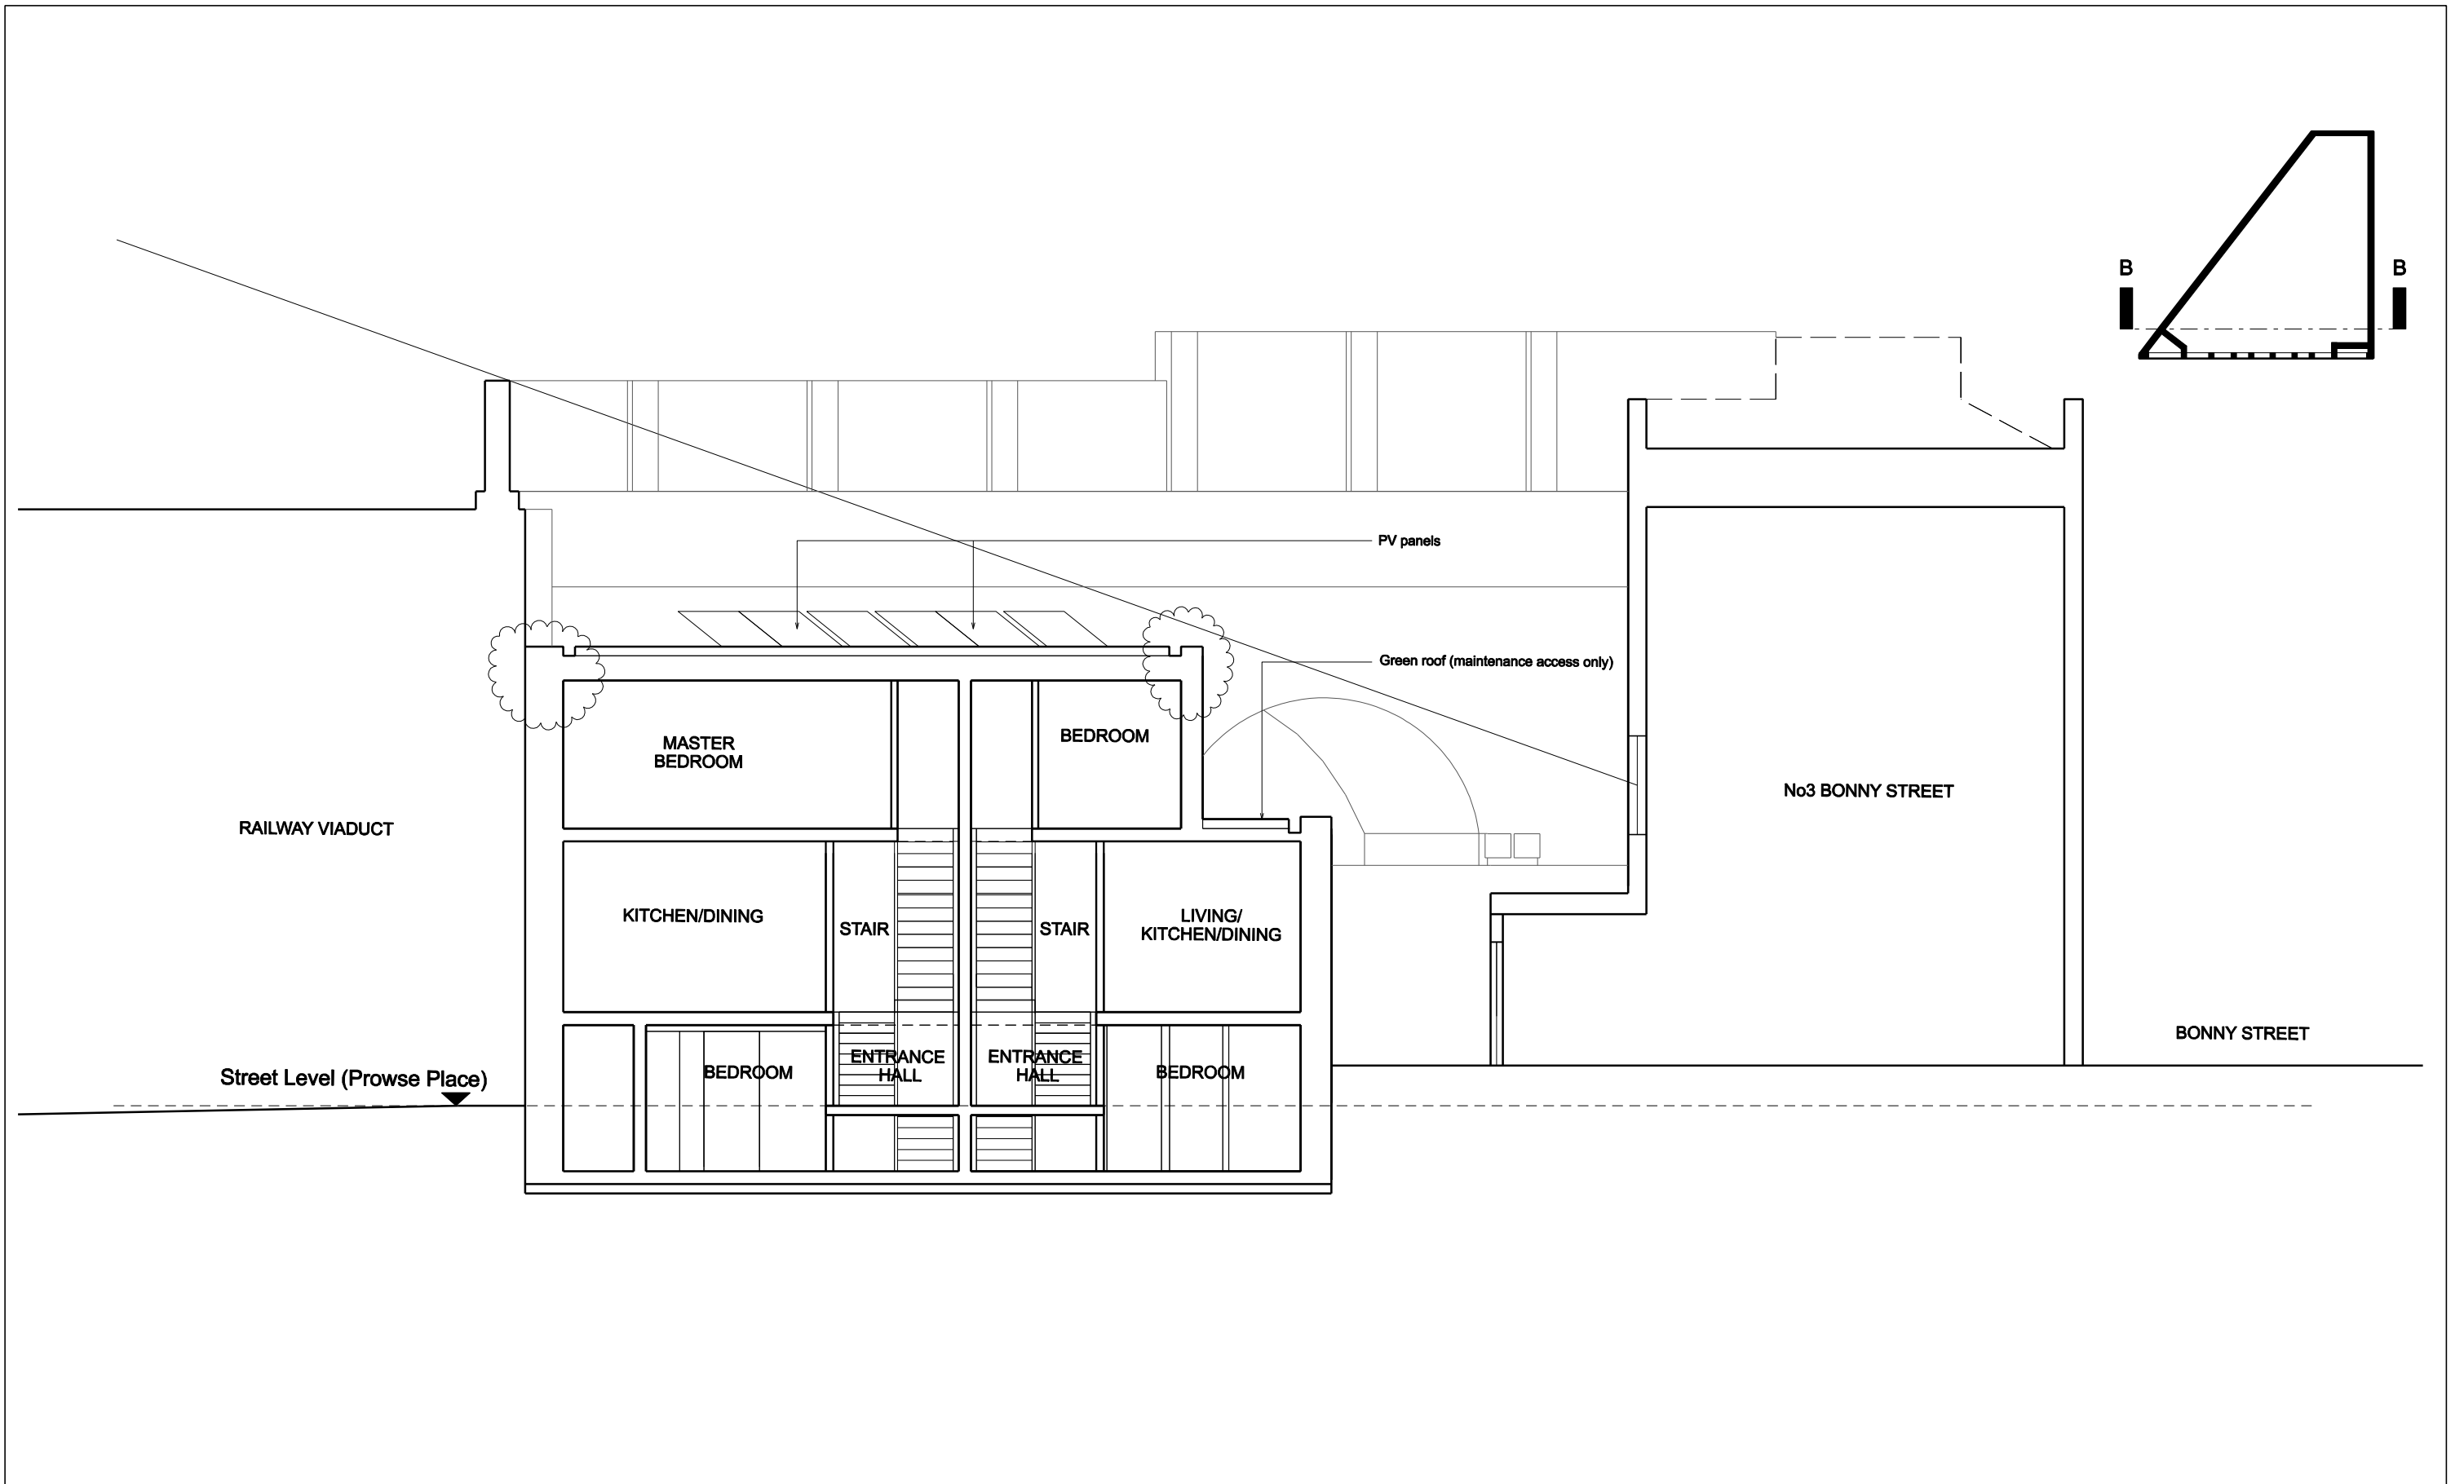 B
B
PV panels
Green roof (maintenance access only)
MASTER
BEDROOM
BEDROOM
No3 BONNY STREET
RAILWAY VIADUCT
KITCHEN/DINING
STAIR
STAIR
LIVING/
KITCHEN/DINING
BONNY STREET
Street Level (Prowse Place)
BEDROOM
ENTRANCE
HALL
ENTRANCE
HALL
BEDROOM